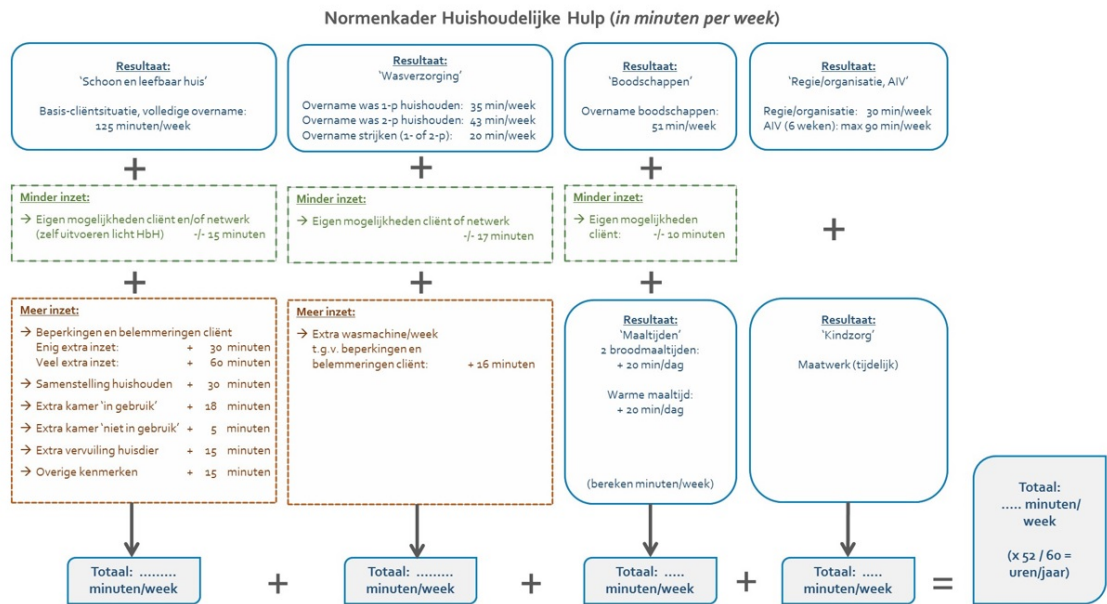 Normenkader Huishoudelijke Hulp (in minuten per week)
Resultaat:
'Schoon en leefbaar huis'
Basis-cliëntsituatie, volledige overname:
125 minuten/week
Resultaat:
'Wasverzorging'
Overname was 1-p huishouden: 35 min/week
Overname was 2-p huishouden: 43 min/week
Overname strijken (1- of 2-p): 20 min/week
Resultaat:
'Boodschappen'
Overname boodschappen:
51 min/week
Resultaat:
'Regie/organisatie, AIV'
Regie/organisatie: 30 min/week
AIV (6 weken): max 90 min/week
+
+
+
Minder inzet:
→ Eigen mogelijkheden cliënt en/of netwerk
(zelf uitvoeren licht HbH) -/- 15 minuten
Minder inzet:
→ Eigen mogelijkheden cliënt of netwerk
-/- 17 minuten
Minder inzet:
→ Eigen mogelijkheden
cliënt: -/- 10 minuten
+
+
+
+
Meer inzet:
→ Beperkingen en belemmeringen cliënt
Enig extra inzet: + 30 minuten
Veel extra inzet: + 60 minuten
→ Samenstelling huishouden + 30 minuten
→ Extra kamer 'in gebruik' + 18 minuten
→ Extra kamer 'niet in gebruik' + 5 minuten
→ Extra vervuiling huisdier + 15 minuten
→ Overige kenmerken + 15 minuten
Meer inzet:
→ Extra wasmachine/week
t.g.v. beperkingen en
belemmeringen cliënt: + 16 minuten
Resultaat:
'Maaltijden'
2 broodmaaltijden:
+ 20 min/dag
Warme maaltijd:
+ 20 min/dag
(bereken minuten/week)
Resultaat:
'Kindzorg'
Maatwerk (tijdelijk)
Totaal: .........
minuten/week
+
Totaal: .........
minuten/week
+
Totaal: .....
minuten/week
+
Totaal: .....
minuten/week
=
Totaal:
..... minuten/
week
(x 52 / 60 =
uren/jaar)